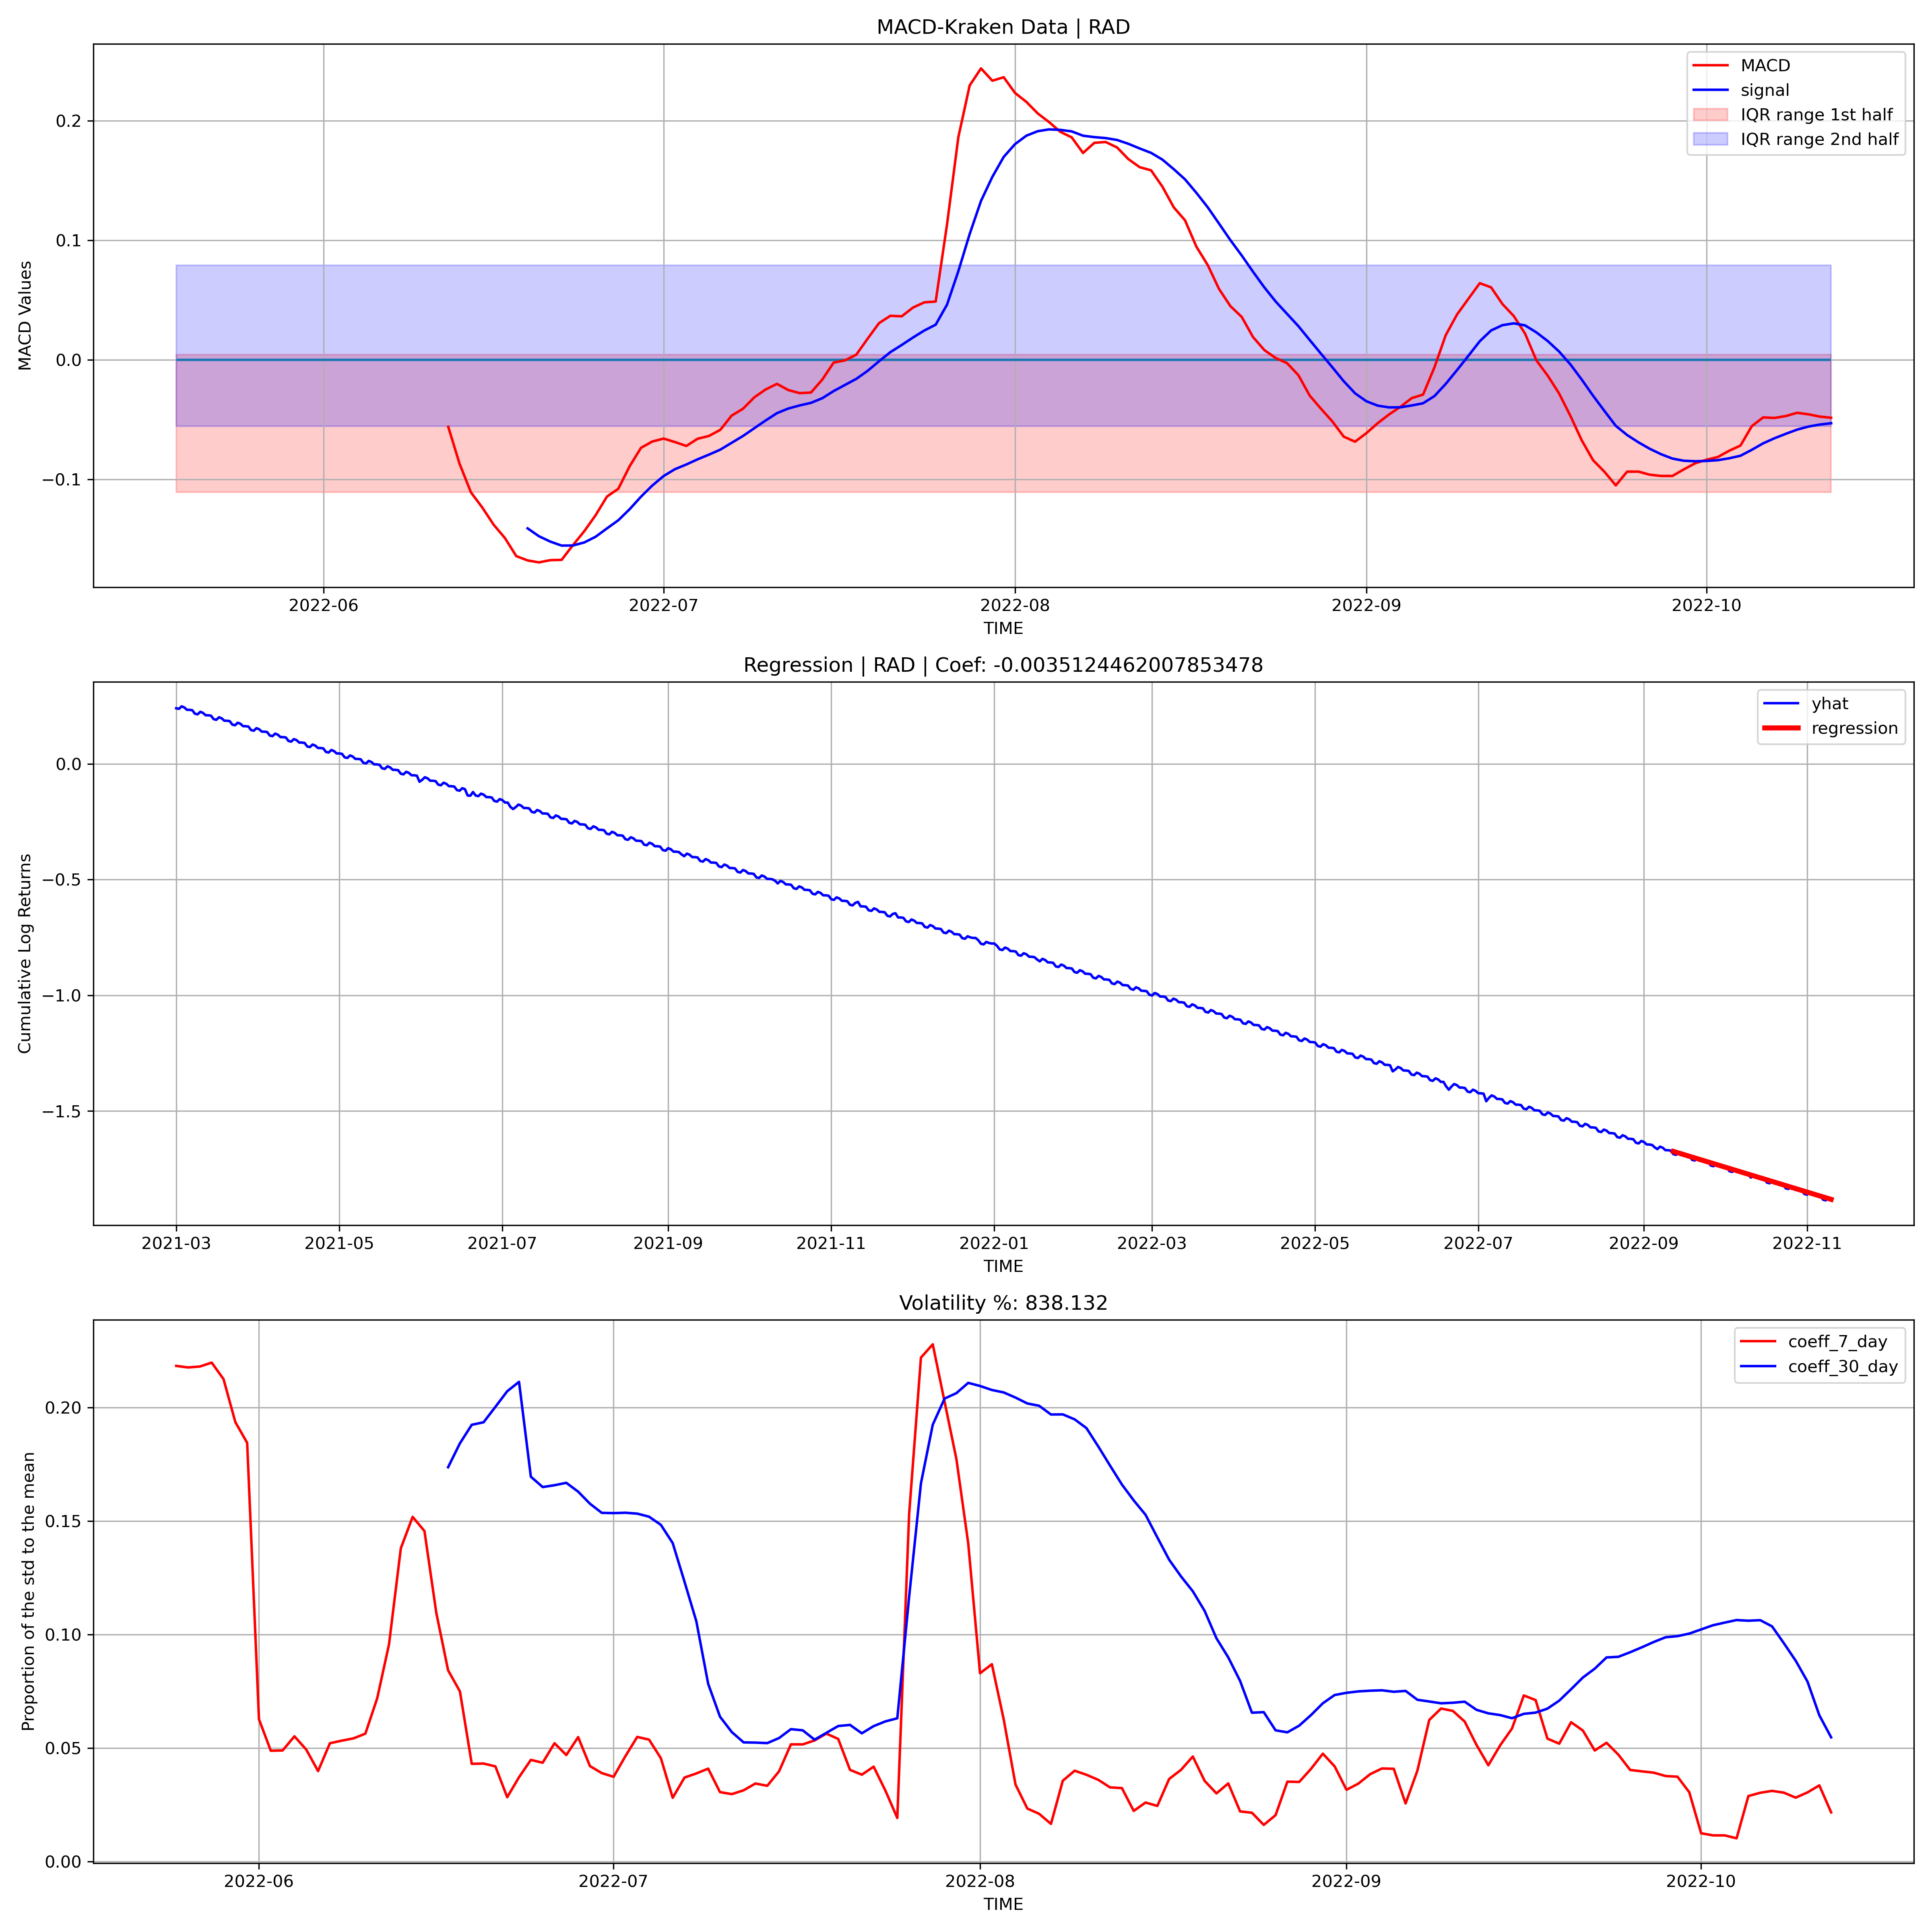 MACD-Kraken Data | RAD
MACD
signal
IQR range 1st half
IQR range 2nd half
0.2
0.1
0.0
−0.1
MACD Values
2022-06 2022-07 2022-08 2022-09 2022-10
TIME
Regression | RAD | Coef: -0.0035124462007853478
yhat
regression
0.0
−0.5
−1.0
−1.5
Cumulative Log Returns
2021-03 2021-05 2021-07 2021-09 2021-11 2022-01 2022-03 2022-05 2022-07 2022-09 2022-11
TIME
Volatility %: 838.132
coeff_7_day
coeff_30_day
0.20
0.15
0.10
0.05
0.00
Proportion of the std to the mean
2022-06 2022-07 2022-08 2022-09 2022-10
TIME